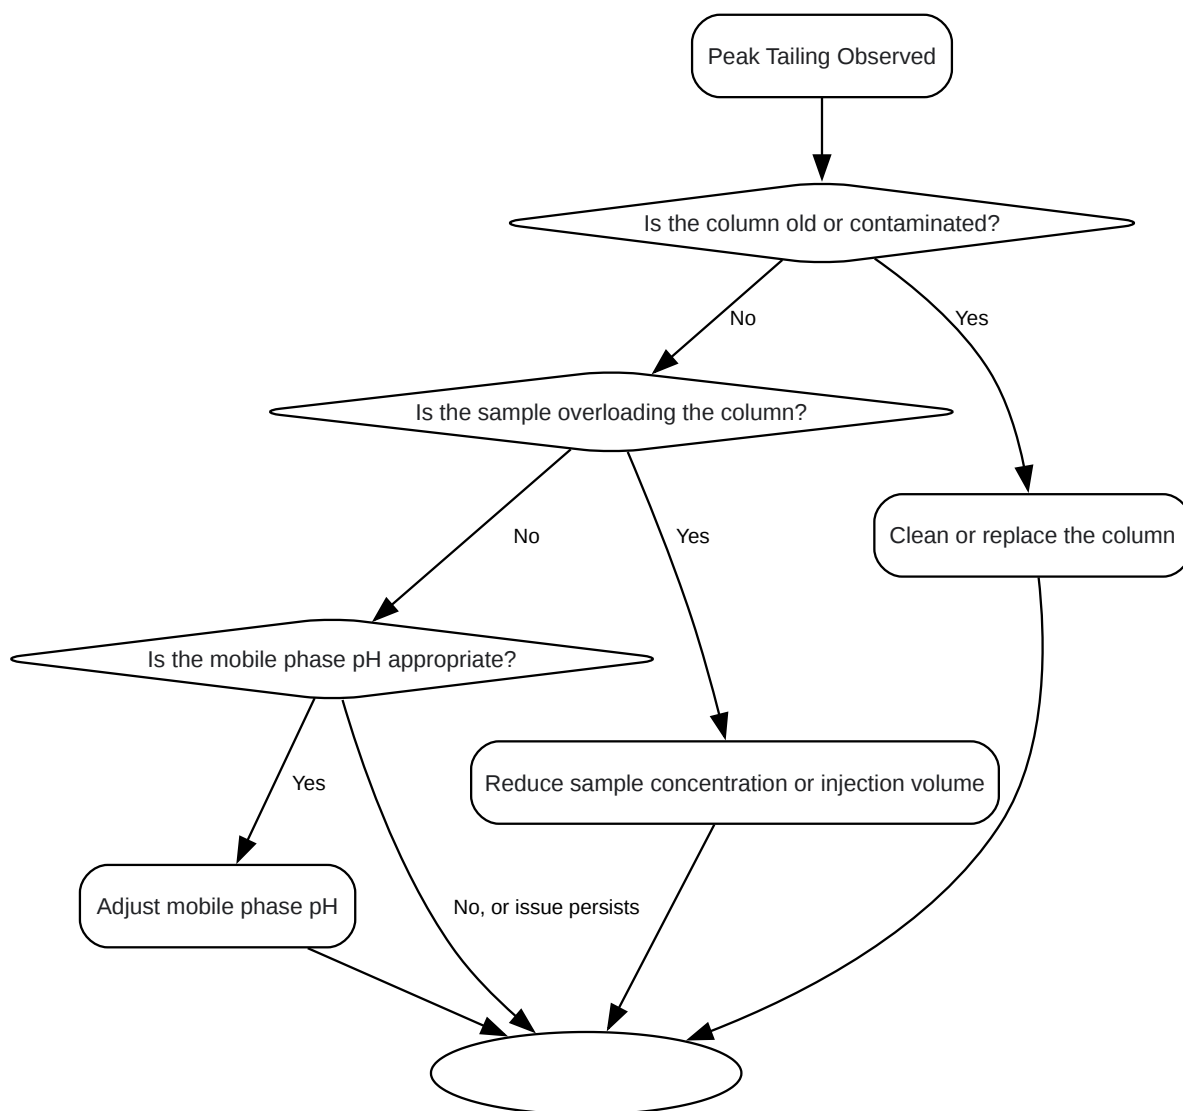 Peak Tailing Observed
Is the column old or contaminated?
No
Yes
Is the sample overloading the column?
No
Yes
Clean or replace the column
Is the mobile phase pH appropriate?
Yes
Reduce sample concentration or injection volume
Adjust mobile phase pH
No, or issue persists